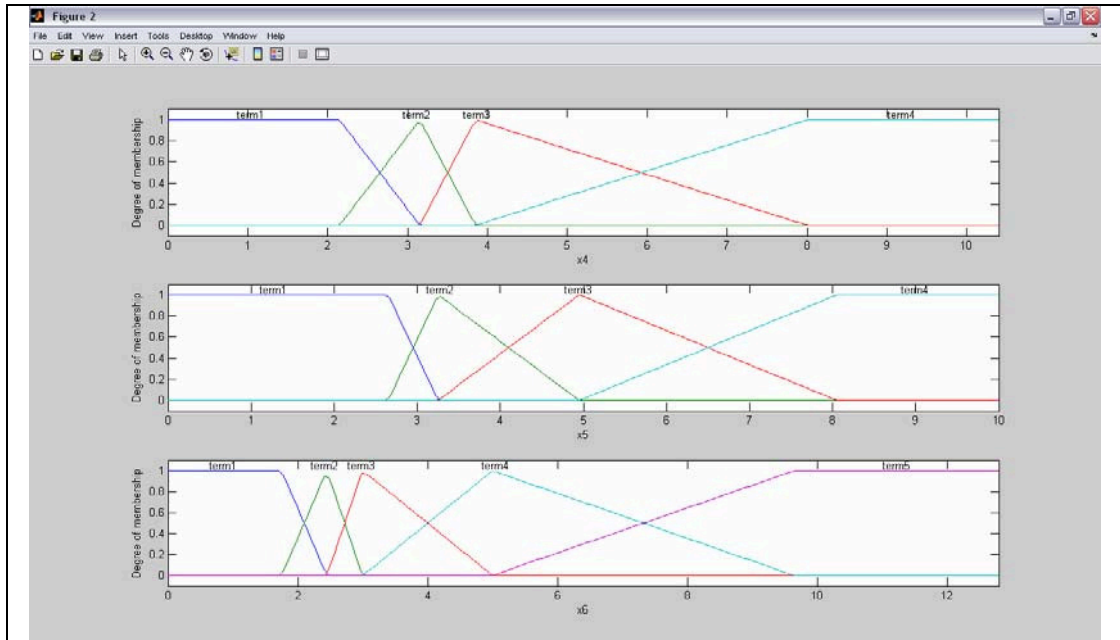 Figure 2
File Edit View Insert Tools Desktop Window Help
term1 term2 term3 term4
Degree of membership
1
0.8
0.6
0.4
0.2
0
0 1 2 3 4 5 6 7 8 9 10
x4
term1 term2 term3 term4
Degree of membership
1
0.8
0.6
0.4
0.2
0
0 1 2 3 4 5 6 7 8 9 10
x5
term1 term2 term3 term4 term5
Degree of membership
1
0.8
0.6
0.4
0.2
0
0 2 4 6 8 10 12
x6